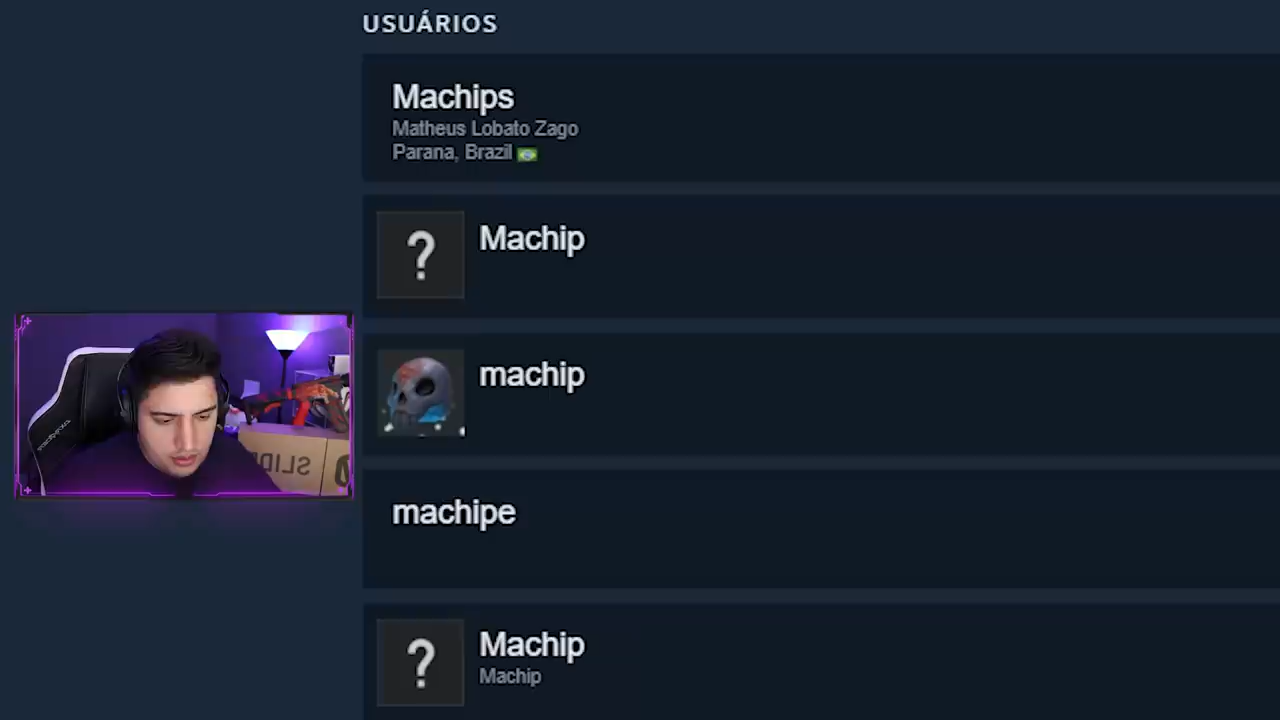 USUÁRIOS
Machips
Matheus Lobato Zago
Parana, Brazil
?
Machip
machip
machipe
?
Machip
Machip